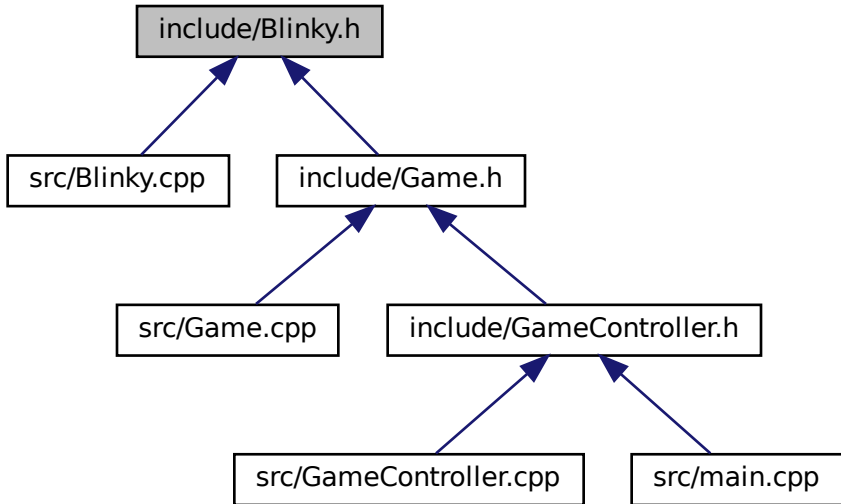 include/Blinky.h
src/Blinky.cpp
include/Game.h
src/Game.cpp
include/GameController.h
src/GameController.cpp
src/main.cpp